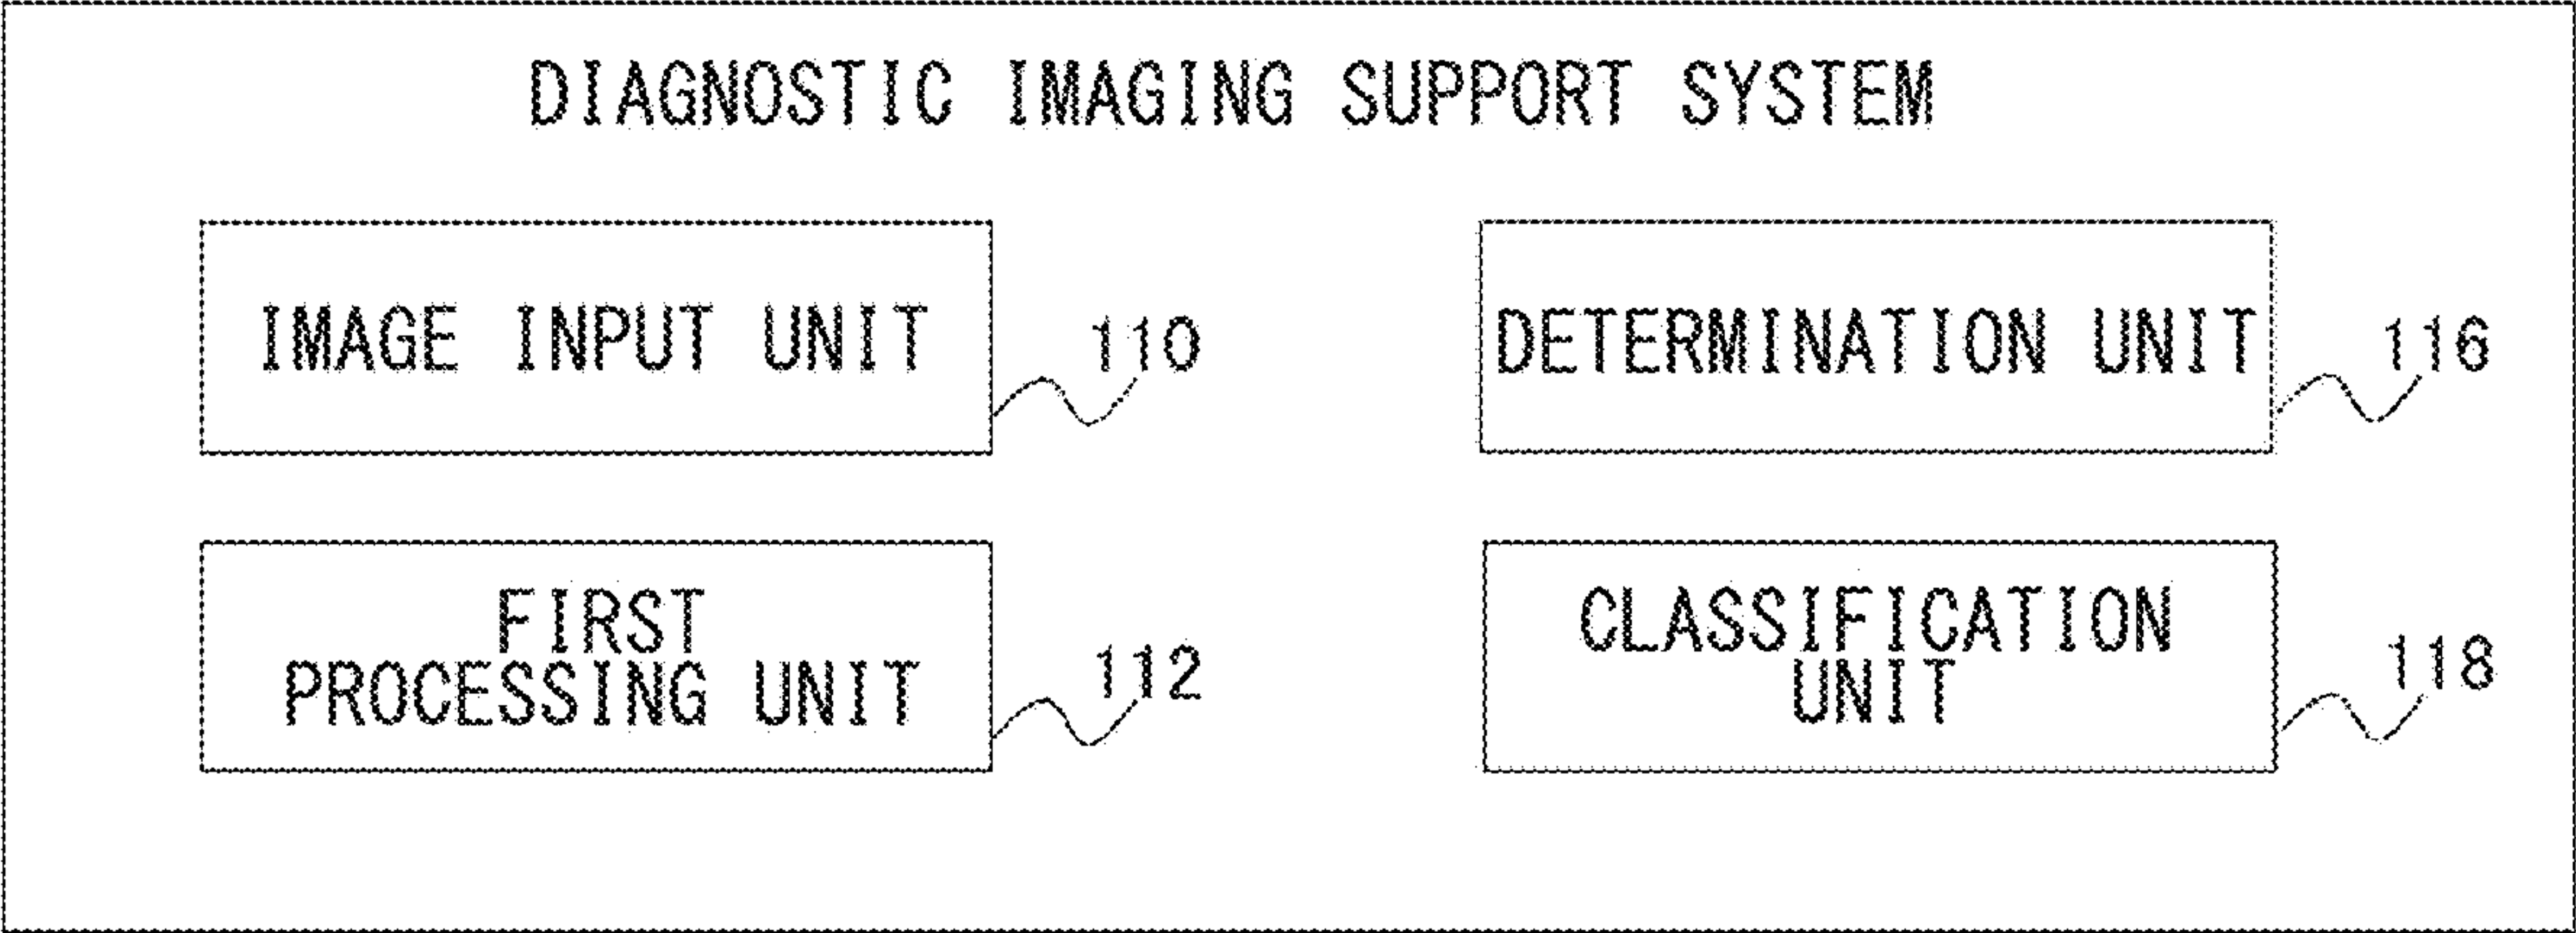 DIAGNOSTIC IMAGING SUPPORT SYSTEM
IMAGE INPUT UNIT
110
FIRST
PROCESSING UNIT
112
DETERMINATION UNIT
116
CLASSIFICATION
UNIT
118